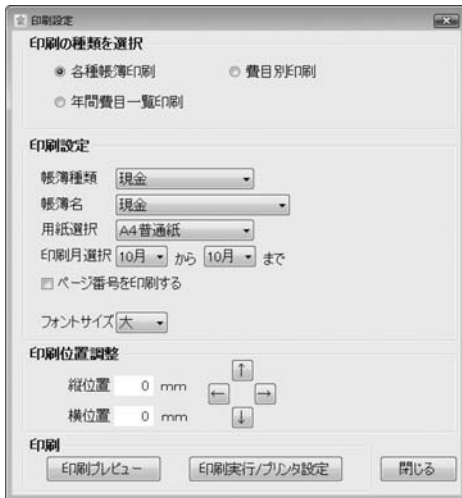 印刷設定
印刷の種類を選択
各種帳簿印刷 費目別印刷
年間費目一覧印刷
印刷設定
帳簿種類 現金
帳簿名 現金
用紙選択 A4普通紙
印刷月選択 10月 から 10月 まで
ページ番号を印刷する
フォントサイズ 大
印刷位置調整
↑
縦位置 0 mm ← →
横位置 0 mm ↓
印刷
印刷プレビュー 印刷実行/プリンタ設定 閉じる